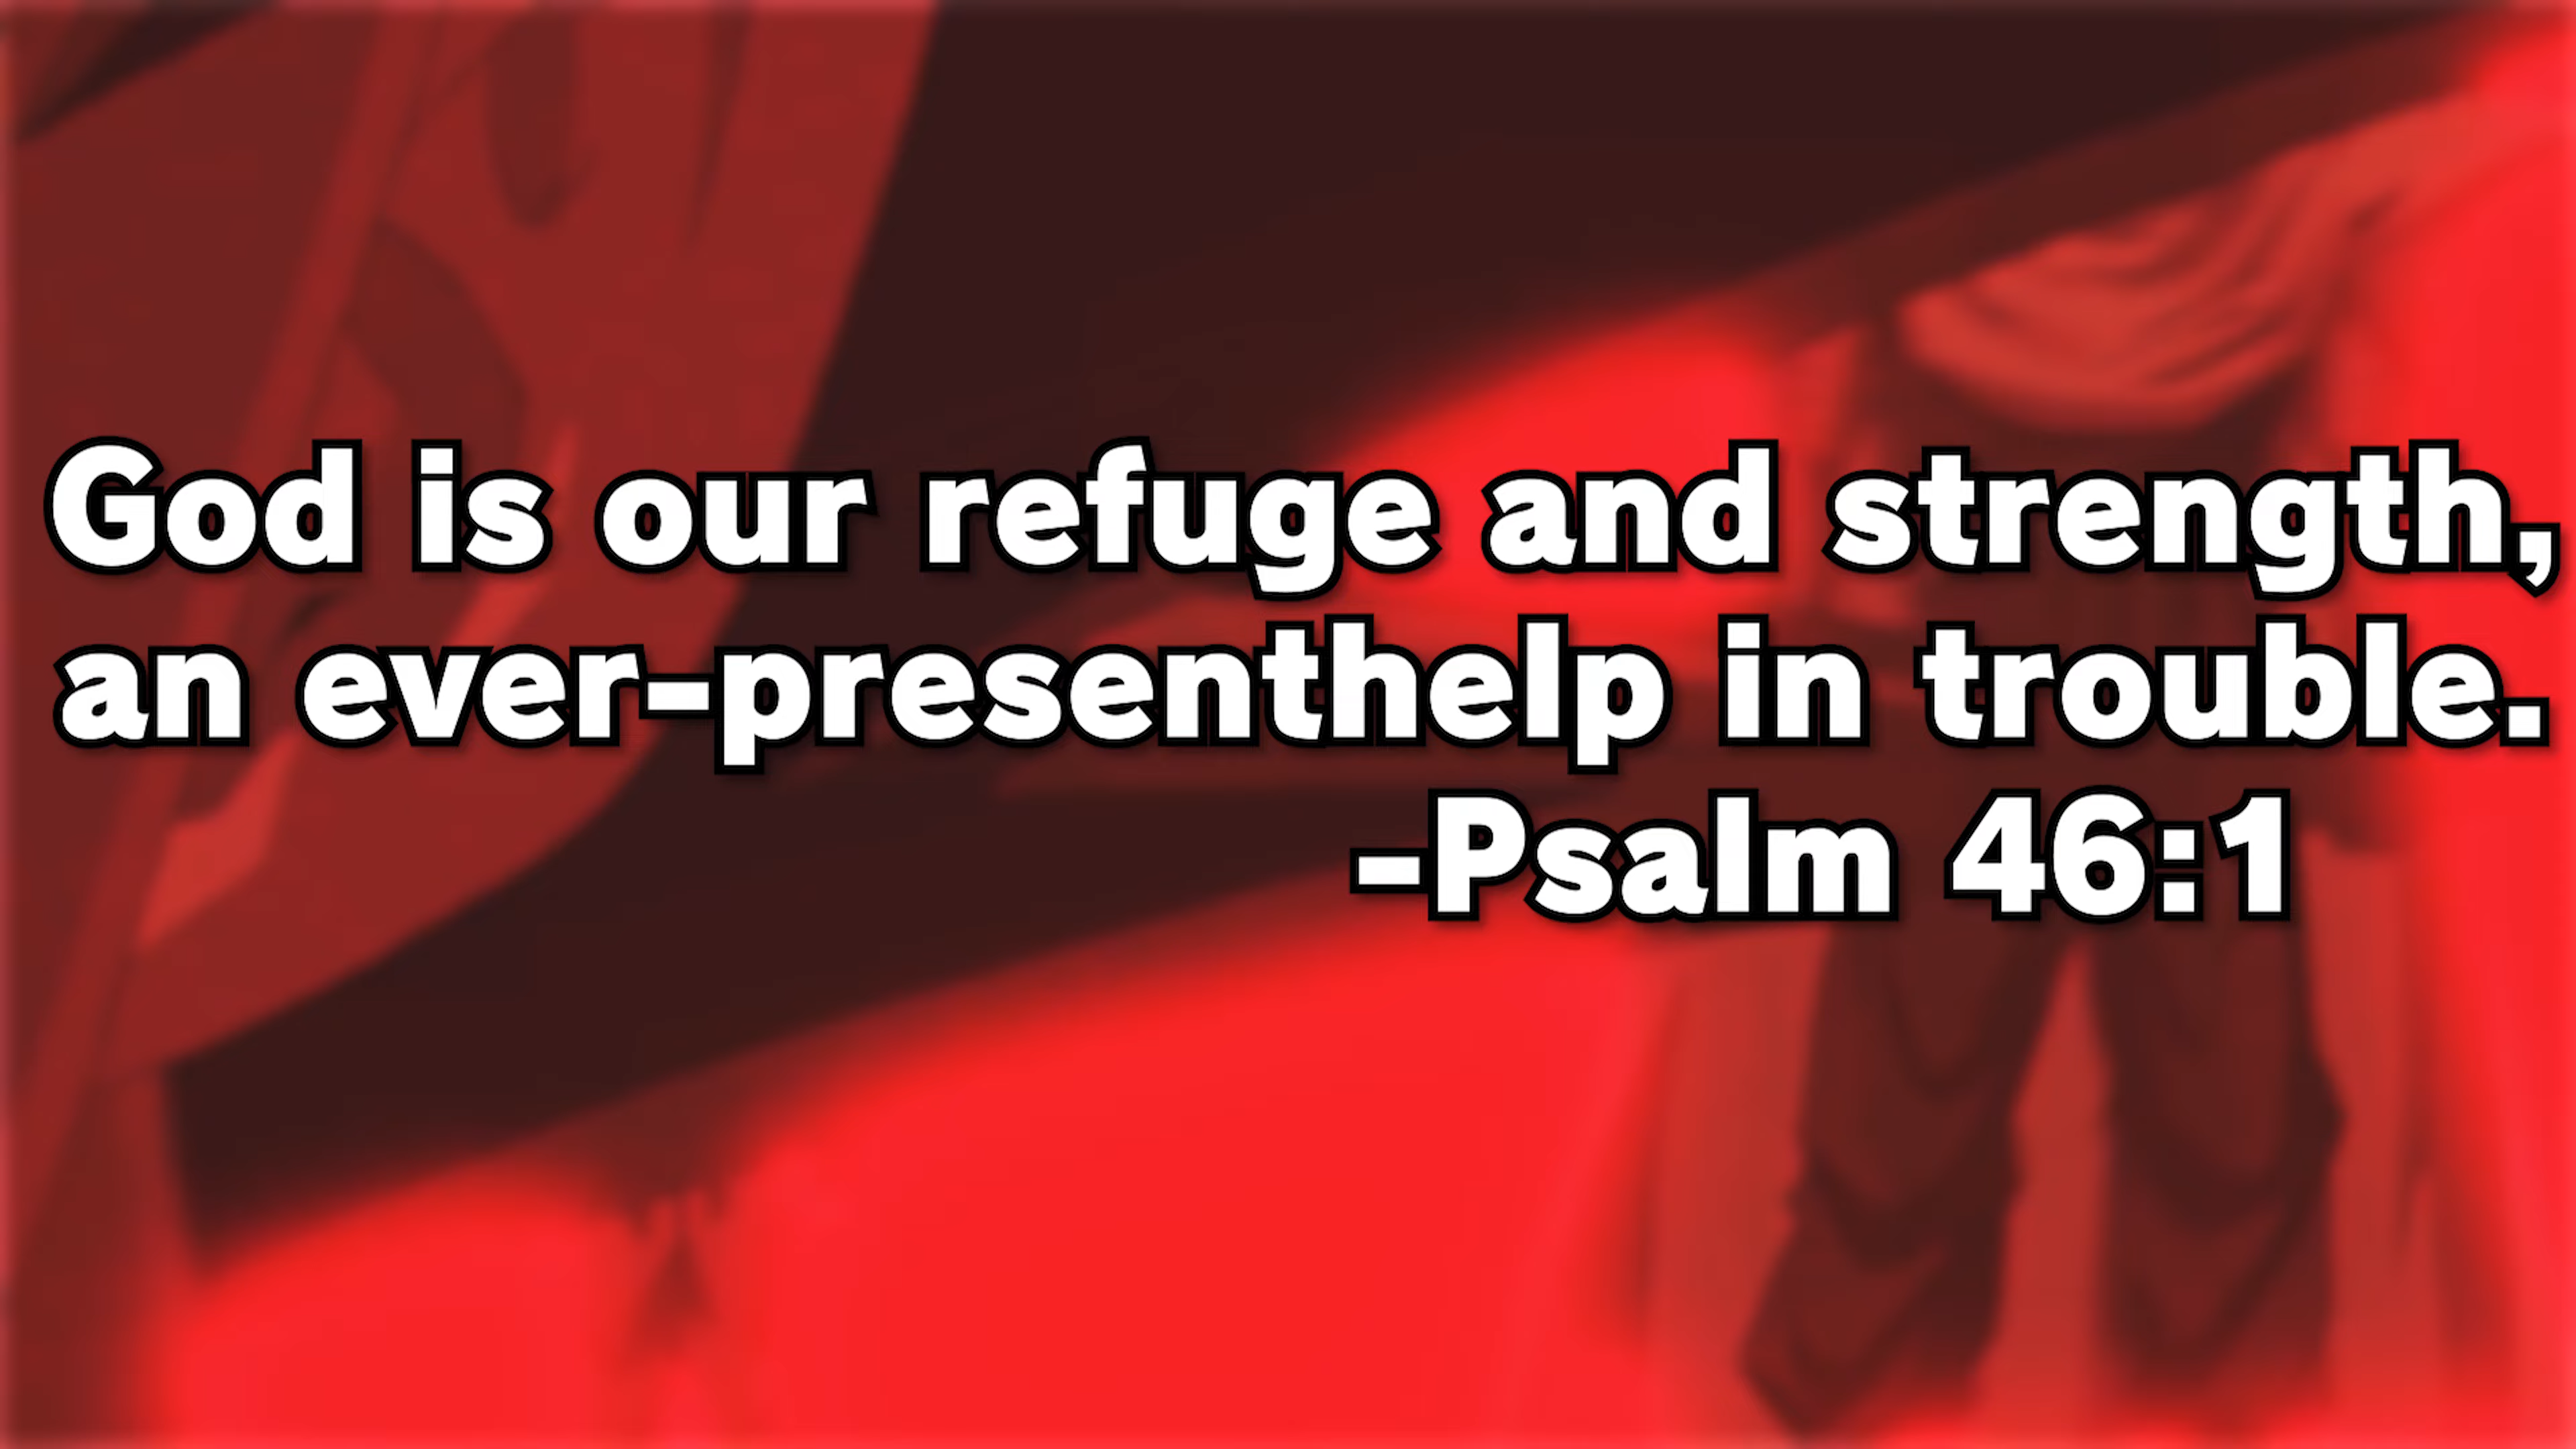 God is our refuge and strength,
an ever-presenthelp in trouble.
-Psalm 46:1